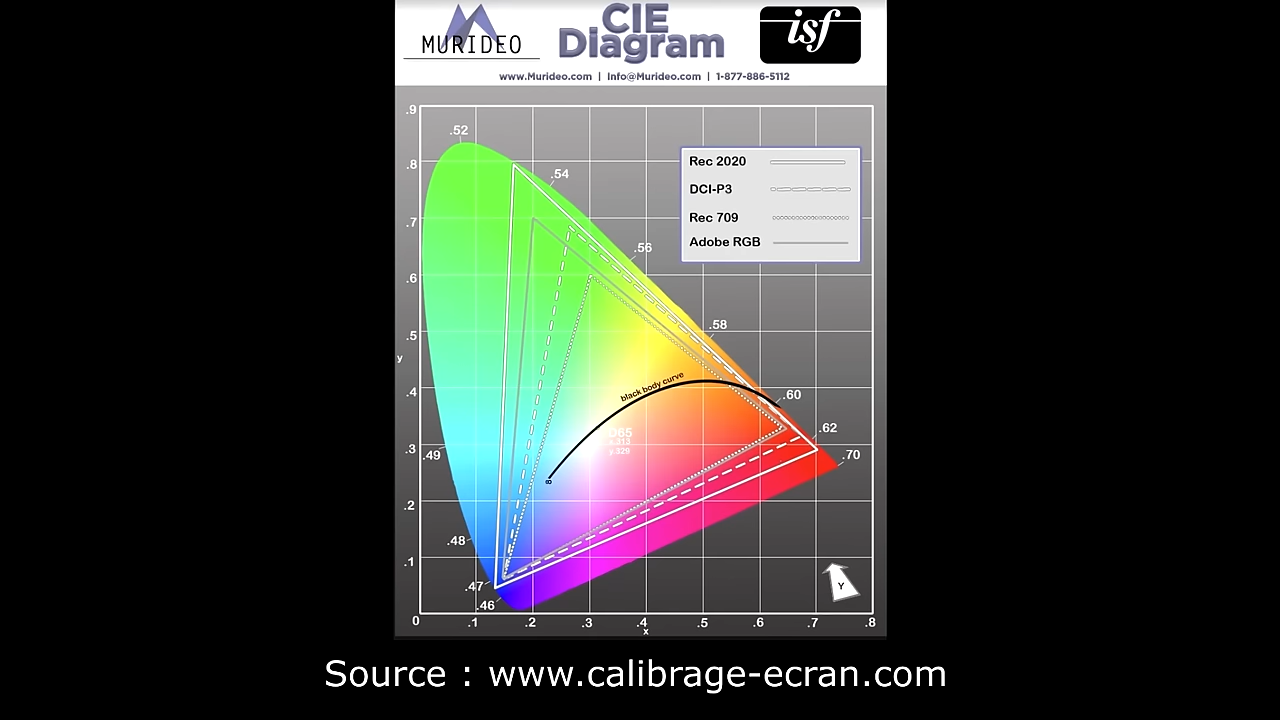 MURIDEO
CIE
Diagram
isf
www.Murideo.com | Info@Murideo.com | 1-877-886-5112
.9
.52
.8
.54
Rec 2020
DCI-P3
.7
Rec 709
Adobe RGB
.56
.6
.58
.5
y
black body curve
.4
.60
.62
D65
x.313
y.329
.3
.49
.70
∞
.2
.48
.1
.47
.46
Y
0 .1 .2 .3 .4 .5 .6 .7 .8
x
Source : www.calibrage-ecran.com